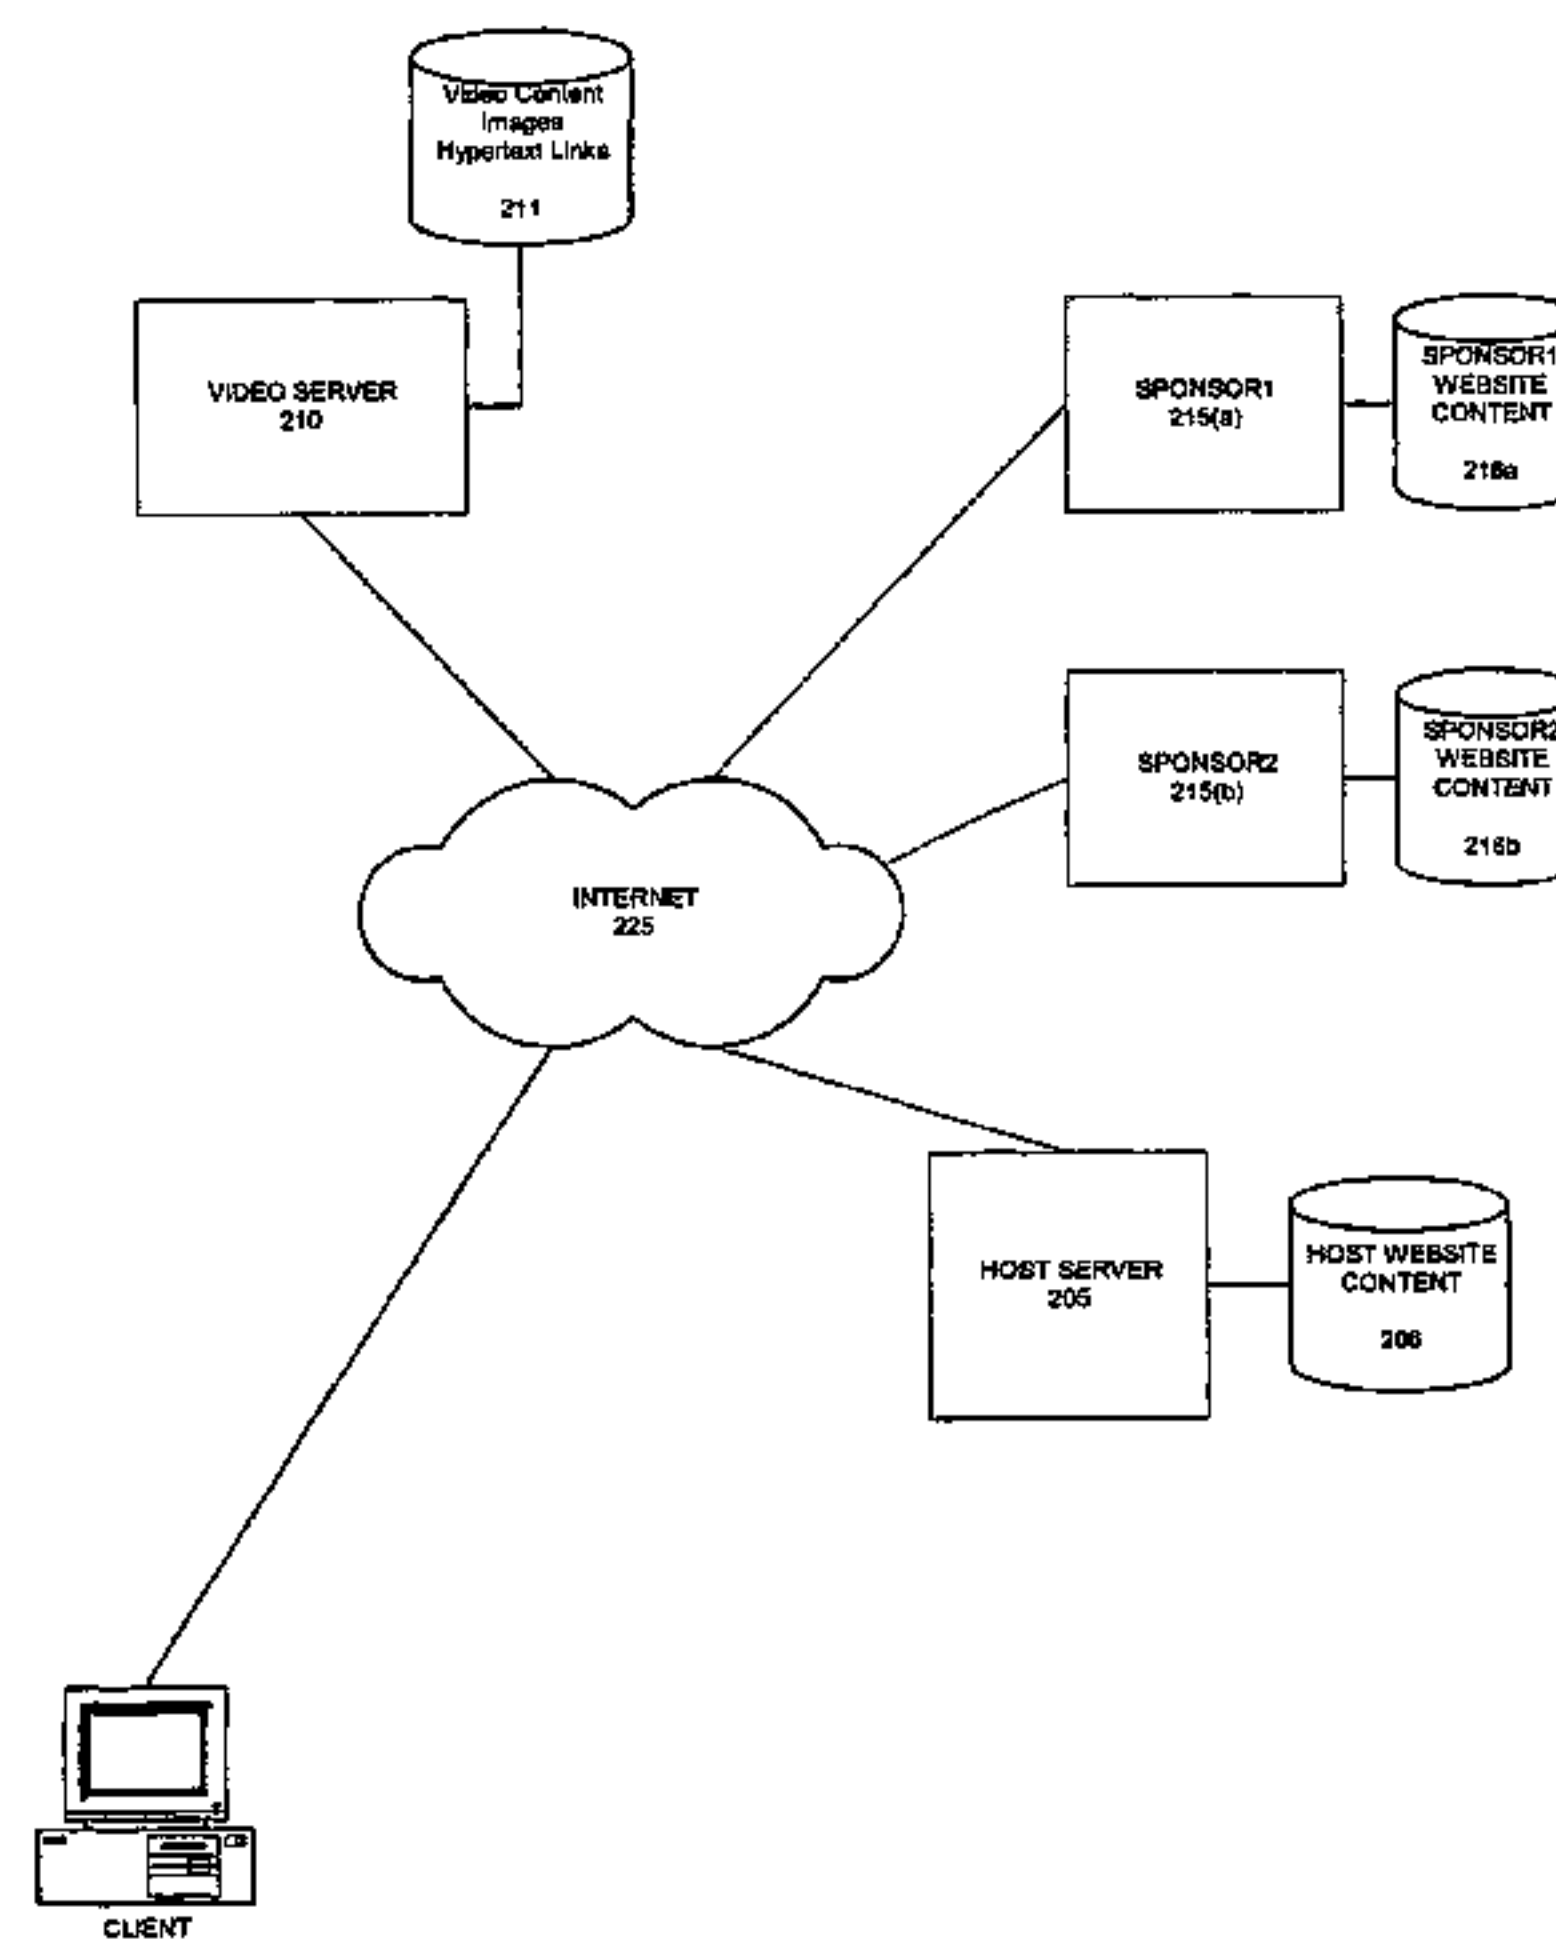 Video Content
Images
Hypertext Links
211
VIDEO SERVER
210
SPONSOR1
215(a)
SPONSOR1
WEBSITE
CONTENT
216a
SPONSOR2
215(b)
SPONSOR2
WEBSITE
CONTENT
216b
INTERNET
225
HOST SERVER
205
HOST WEBSITE
CONTENT
206
CLIENT